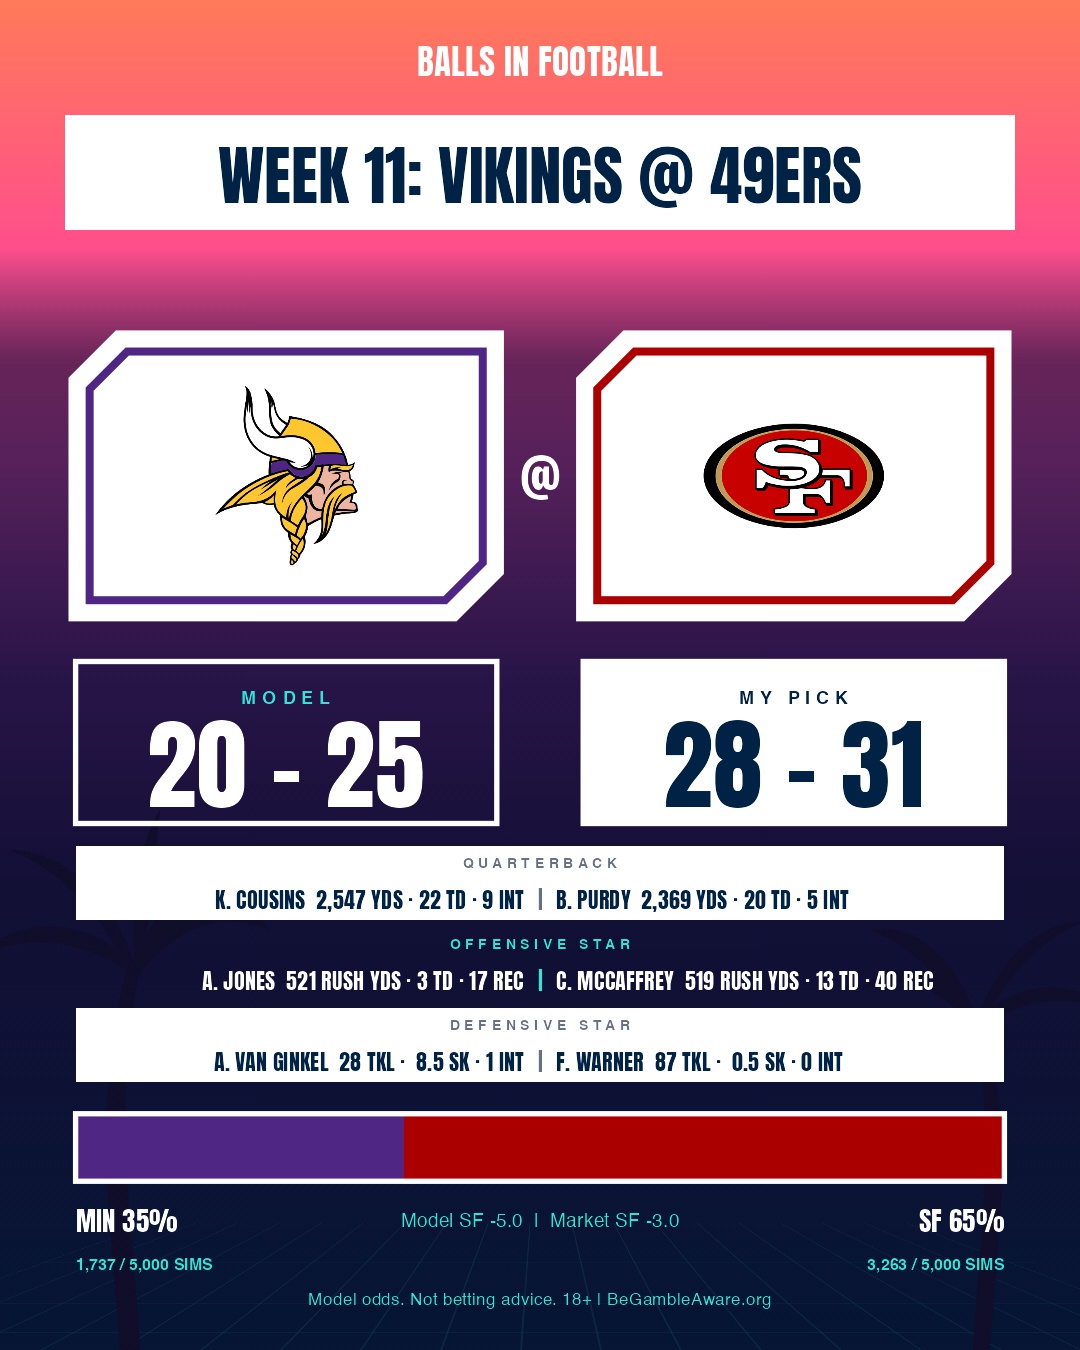 BALLS IN FOOTBALL
WEEK 11: VIKINGS @ 49ERS
@
SF
MODEL
20 - 25
MY PICK
28 - 31
QUARTERBACK
K. COUSINS 2,547 YDS · 22 TD · 9 INT | B. PURDY 2,369 YDS · 20 TD · 5 INT
OFFENSIVE STAR
A. JONES 521 RUSH YDS · 3 TD · 17 REC | C. MCCAFFREY 519 RUSH YDS · 13 TD · 40 REC
DEFENSIVE STAR
A. VAN GINKEL 28 TKL · 8.5 SK · 1 INT | F. WARNER 87 TKL · 0.5 SK · 0 INT
MIN 35%
Model SF -5.0 | Market SF -3.0
SF 65%
1,737 / 5,000 SIMS
3,263 / 5,000 SIMS
Model odds. Not betting advice. 18+ | BeGambleAware.org